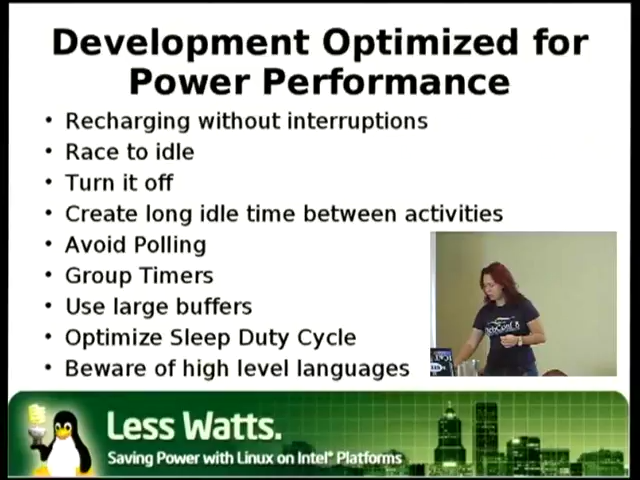 Development Optimized for
Power Performance
• Recharging without interruptions
• Race to idle
• Turn it off
• Create long idle time between activities
• Avoid Polling
• Group Timers
• Use large buffers
• Optimize Sleep Duty Cycle
• Beware of high level languages
Less Watts.
Saving Power with Linux on Intel® Platforms